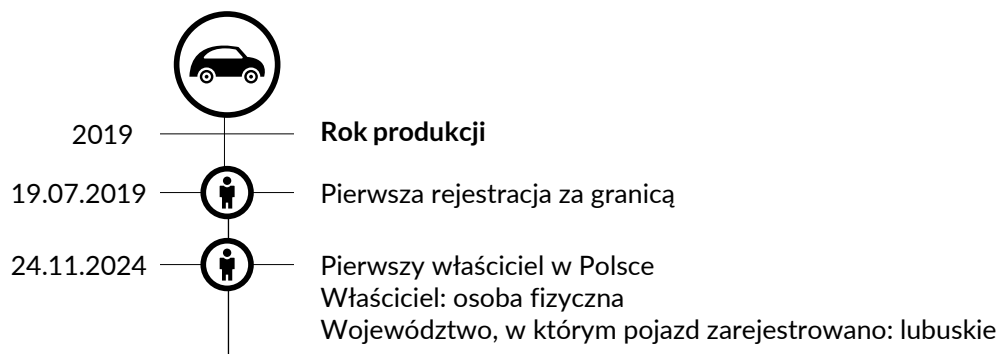 2019 Rok produkcji
19.07.2019 Pierwsza rejestracja za granicą
24.11.2024 Pierwszy właściciel w Polsce
Właściciel: osoba fizyczna
Województwo, w którym pojazd zarejestrowano: lubuskie